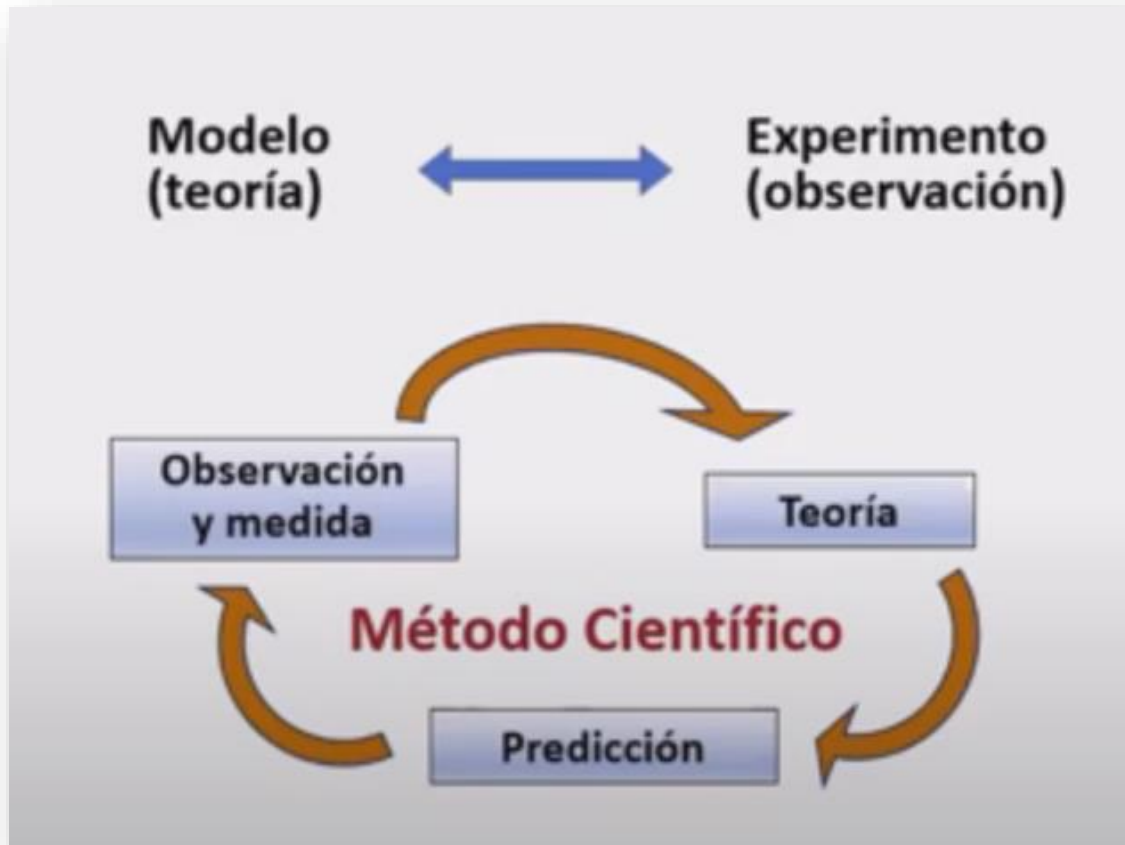 Modelo
(teoría)
Experimento
(observación)
Observación
y medida
Teoría
Método Científico
Predicción